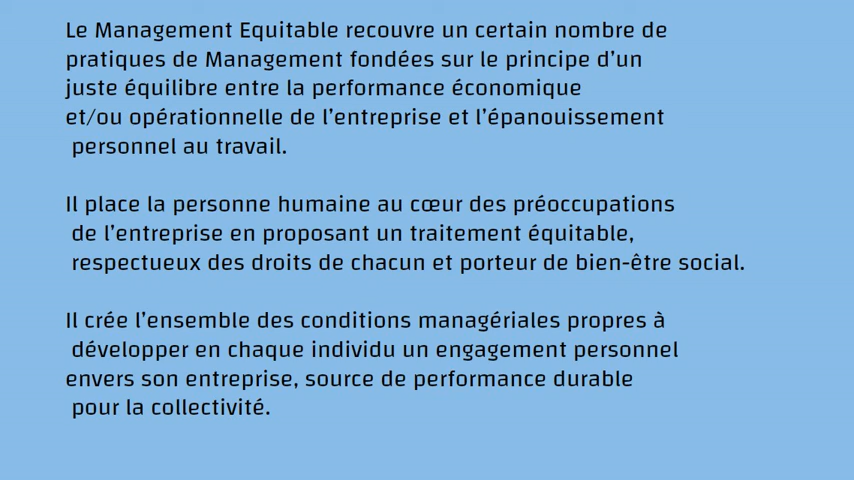 Le Management Equitable recouvre un certain nombre de
pratiques de Management fondées sur le principe d’un
juste équilibre entre la performance économique
et/ou opérationnelle de l’entreprise et l’épanouissement
personnel au travail.
Il place la personne humaine au cœur des préoccupations
de l’entreprise en proposant un traitement équitable,
respectueux des droits de chacun et porteur de bien-être social.
Il crée l’ensemble des conditions managériales propres à
développer en chaque individu un engagement personnel
envers son entreprise, source de performance durable
pour la collectivité.